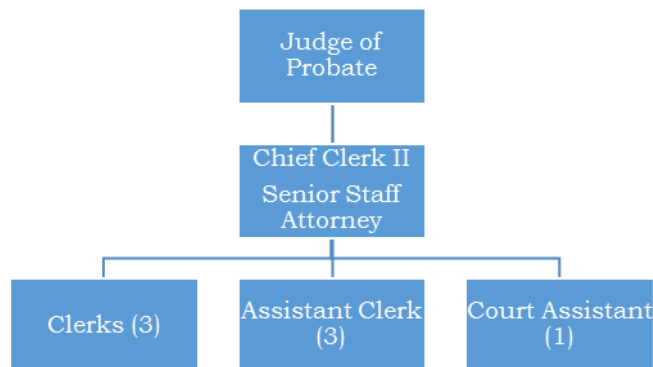 Judge of
Probate
Chief Clerk II
Senior Staff
Attorney
Clerks (3)
Assistant Clerk
(3)
Court Assistant
(1)